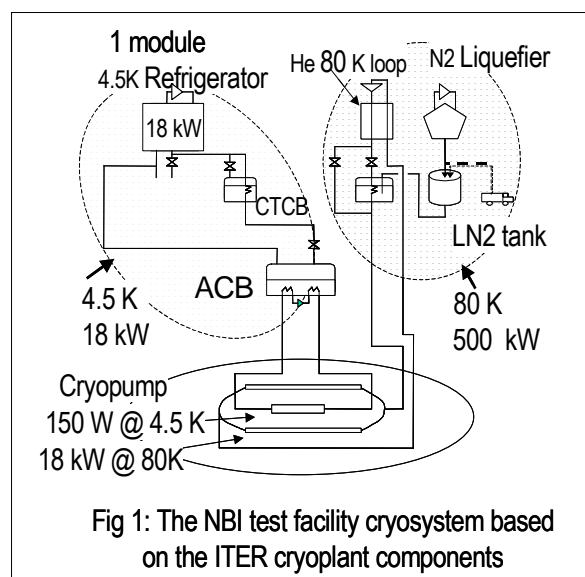 1 module
4.5K Refrigerator
18 kW
He 80 K loop
N2 Liquefier
CTCB
LN2 tank
ACB
4.5 K
18 kW
80 K
500 kW
Cryopump
150 W @ 4.5 K
18 kW @ 80K
Fig 1: The NBI test facility cryosystem based
on the ITER cryoplant components